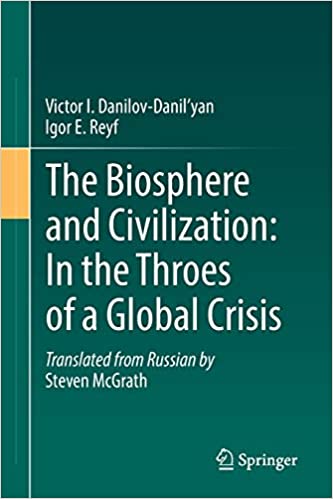 Victor I. Danilov-Danil'yan
Igor E. Reyf
The Biosphere
and Civilization:
In the Throes
of a Global Crisis
Translated from Russian by
Steven McGrath
Springer